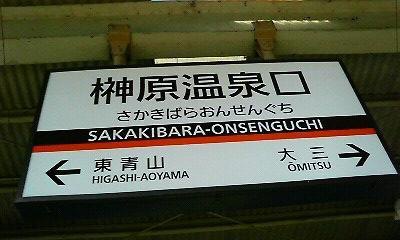 榊原温泉口
さかきばらおんせんぐち
SAKAKIBARA-ONSENGUCHI
← 東青山 大三 →
HIGASHI-AOYAMA ŌMITSU